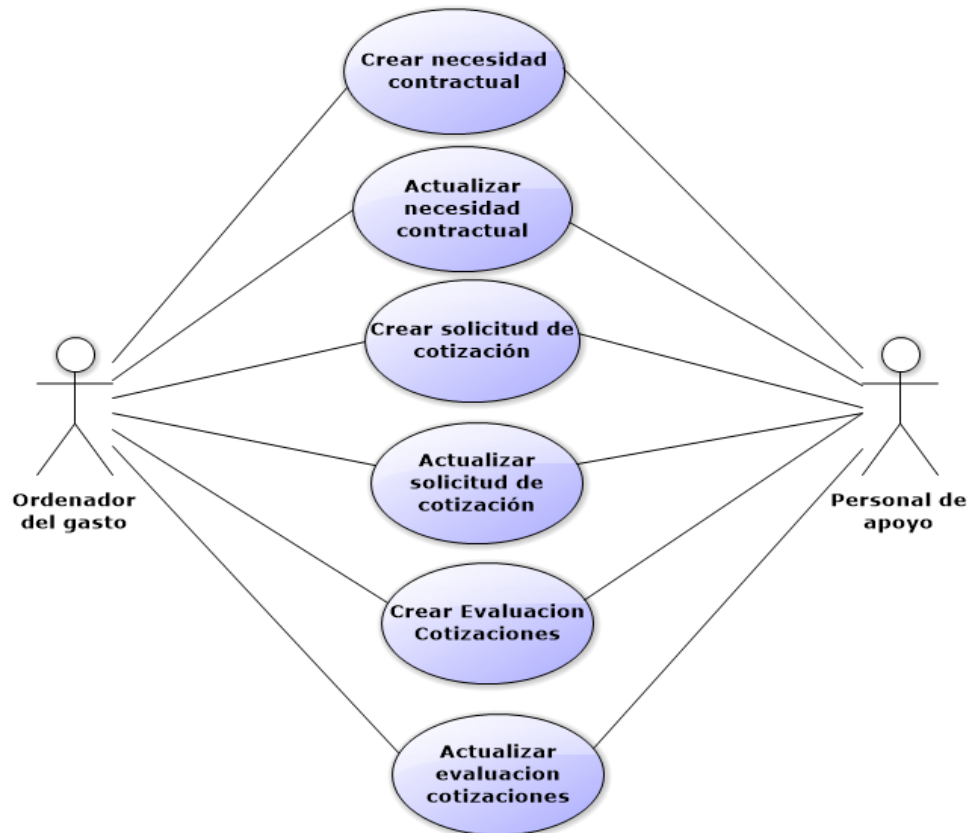 Crear necesidad
contractual
Actualizar
necesidad
contractual
Crear solicitud de
cotización
Actualizar
solicitud de
cotización
Ordenador
del gasto
Personal de
apoyo
Crear Evaluacion
Cotizaciones
Actualizar
evaluacion
cotizaciones